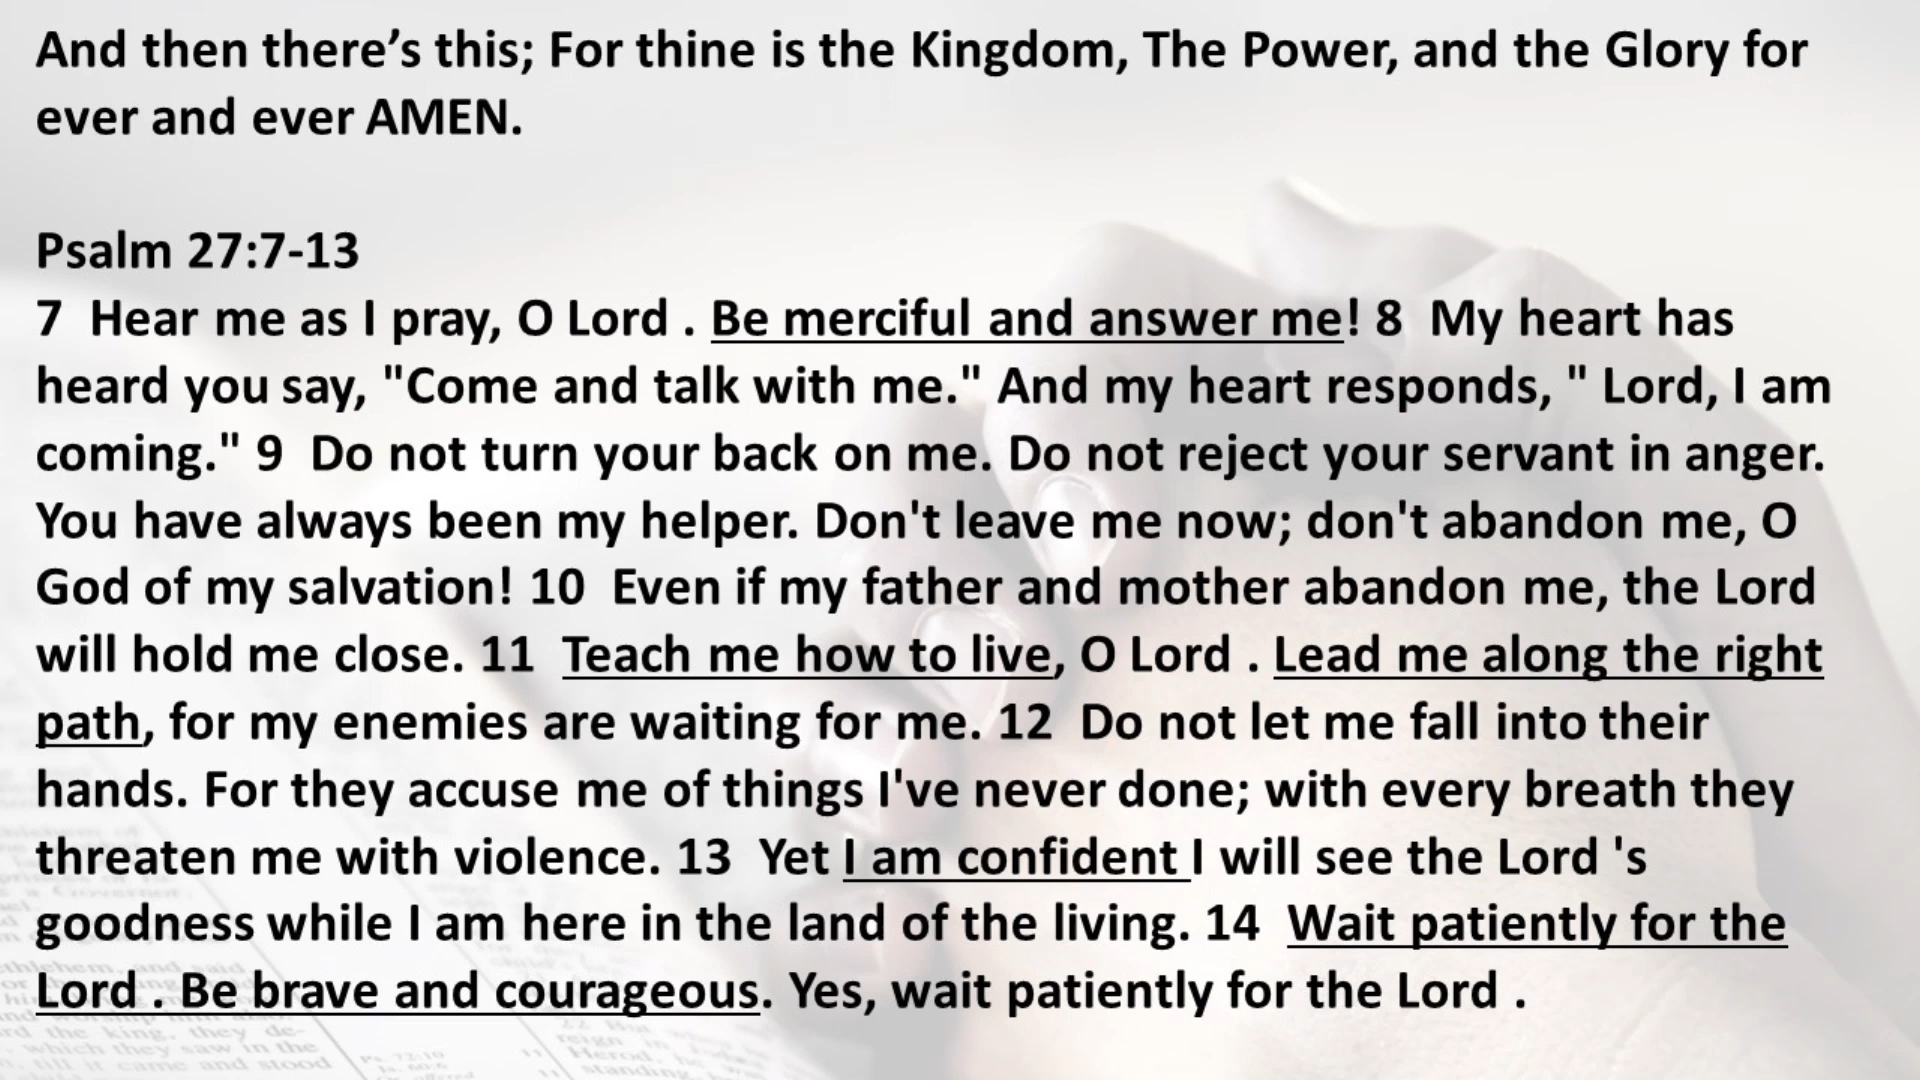 And then there’s this; For thine is the Kingdom, The Power, and the Glory for
ever and ever AMEN.
Psalm 27:7-13
7  Hear me as I pray, O Lord . Be merciful and answer me! 8  My heart has
heard you say, "Come and talk with me." And my heart responds, " Lord, I am
coming." 9  Do not turn your back on me. Do not reject your servant in anger.
You have always been my helper. Don't leave me now; don't abandon me, O
God of my salvation! 10  Even if my father and mother abandon me, the Lord
will hold me close. 11  Teach me how to live, O Lord . Lead me along the right
path, for my enemies are waiting for me. 12  Do not let me fall into their
hands. For they accuse me of things I've never done; with every breath they
threaten me with violence. 13  Yet I am confident I will see the Lord 's
goodness while I am here in the land of the living. 14  Wait patiently for the
Lord . Be brave and courageous. Yes, wait patiently for the Lord .